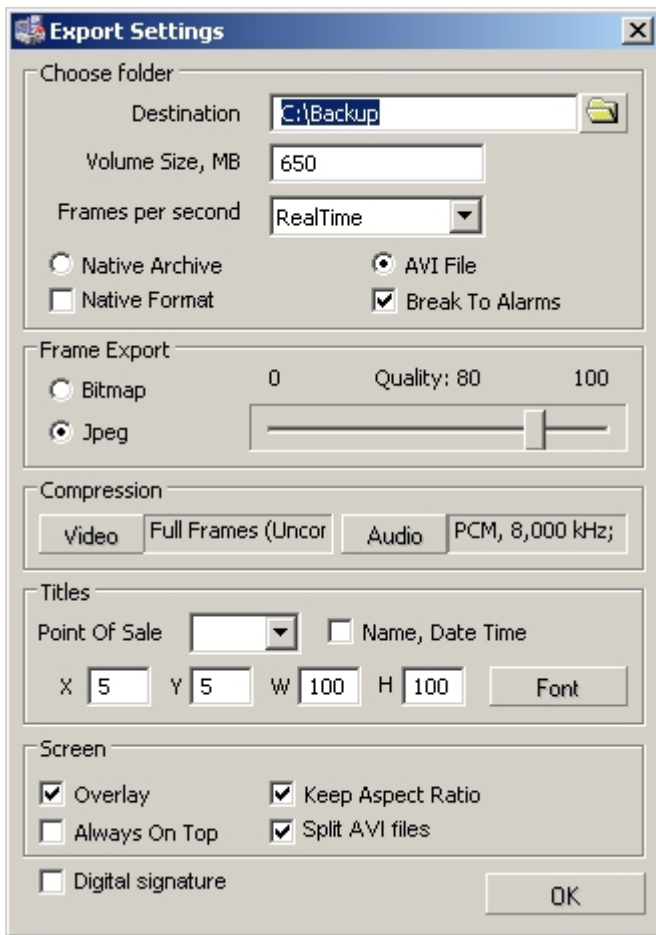 Export Settings
Choose folder
Destination C:\Backup
Volume Size, MB 650
Frames per second RealTime
Native Archive AVI File
Native Format Break To Alarms
Frame Export
Bitmap 0 Quality: 80 100
Jpeg
Compression
Video Full Frames (Uncor Audio PCM, 8,000 kHz;
Titles
Point Of Sale Name, Date Time
X 5 Y 5 W 100 H 100 Font
Screen
Overlay Keep Aspect Ratio
Always On Top Split AVI files
Digital signature OK